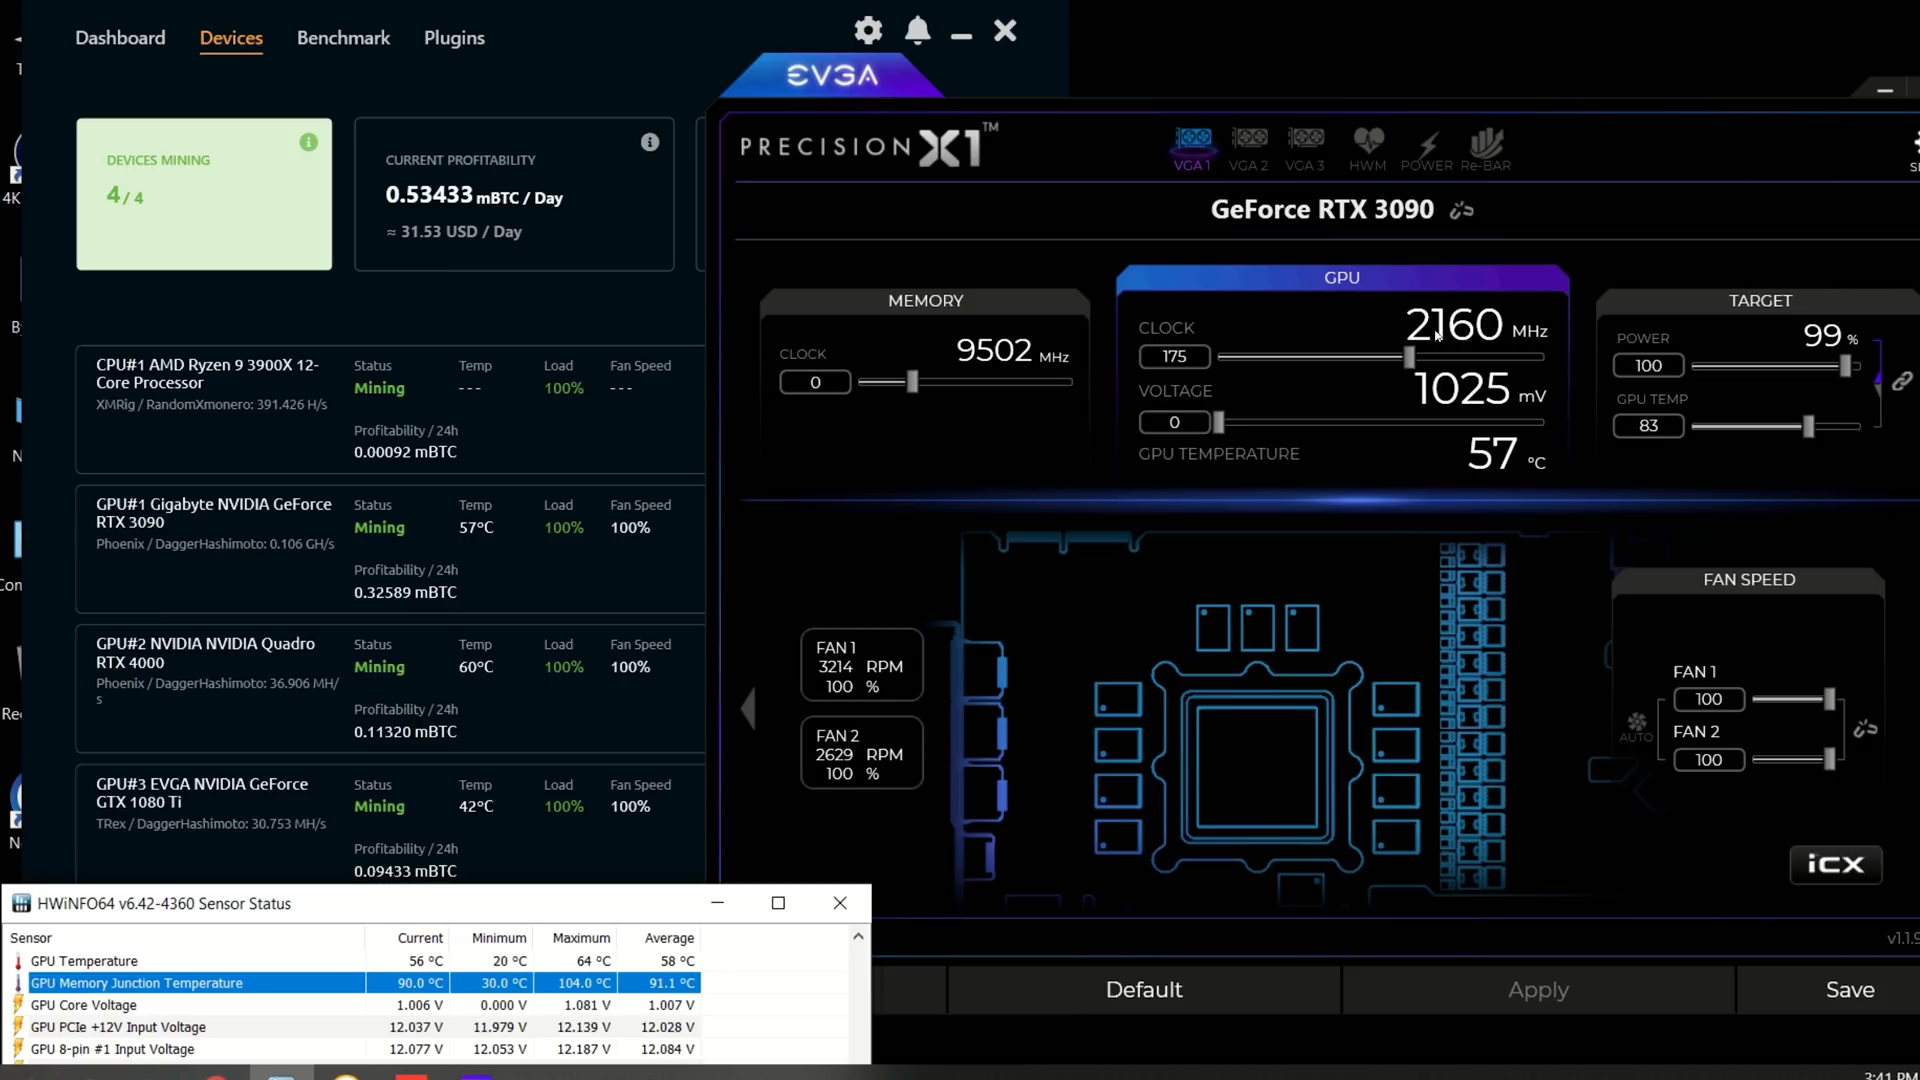 Dashboard
Devices
Benchmark
Plugins
DEVICES MINING
4 / 4
CURRENT PROFITABILITY
0.53433 mBTC / Day
≈ 31.53 USD / Day
CPU#1 AMD Ryzen 9 3900X 12-
Core Processor
XMRig / RandomXmonero: 391.426 H/s
Status
Mining
Temp
---
Load
100%
Fan Speed
---
Profitability / 24h
0.00092 mBTC
GPU#1 Gigabyte NVIDIA GeForce
RTX 3090
Phoenix / DaggerHashimoto: 0.106 GH/s
Status
Mining
Temp
57°C
Load
100%
Fan Speed
100%
Profitability / 24h
0.32589 mBTC
GPU#2 NVIDIA NVIDIA Quadro
RTX 4000
Phoenix / DaggerHashimoto: 36.906 MH/
s
Status
Mining
Temp
60°C
Load
100%
Fan Speed
100%
Profitability / 24h
0.11320 mBTC
GPU#3 EVGA NVIDIA GeForce
GTX 1080 Ti
TRex / DaggerHashimoto: 30.753 MH/s
Status
Mining
Temp
42°C
Load
100%
Fan Speed
100%
Profitability / 24h
0.09433 mBTC
EVGA
PRECISION X1™
VGA 1
VGA 2
VGA 3
HWM
POWER
Re-BAR
GeForce RTX 3090
MEMORY
CLOCK
9502 MHz
0
GPU
CLOCK
2160 MHz
175
VOLTAGE
1025 mV
0
GPU TEMPERATURE
57 °C
TARGET
POWER
99 %
100
GPU TEMP
83
FAN 1
3214 RPM
100 %
FAN 2
2629 RPM
100 %
FAN SPEED
FAN 1
100
FAN 2
100
AUTO
iCX
Default
Apply
Save
HWiNFO64 v6.42-4360 Sensor Status
Sensor Current Minimum Maximum Average
GPU Temperature 56 °C 20 °C 64 °C 58 °C
GPU Memory Junction Temperature 90.0 °C 30.0 °C 104.0 °C 91.1 °C
GPU Core Voltage 1.006 V 0.000 V 1.081 V 1.007 V
GPU PCIe +12V Input Voltage 12.037 V 11.979 V 12.139 V 12.028 V
GPU 8-pin #1 Input Voltage 12.077 V 12.053 V 12.187 V 12.084 V
3:41 PM